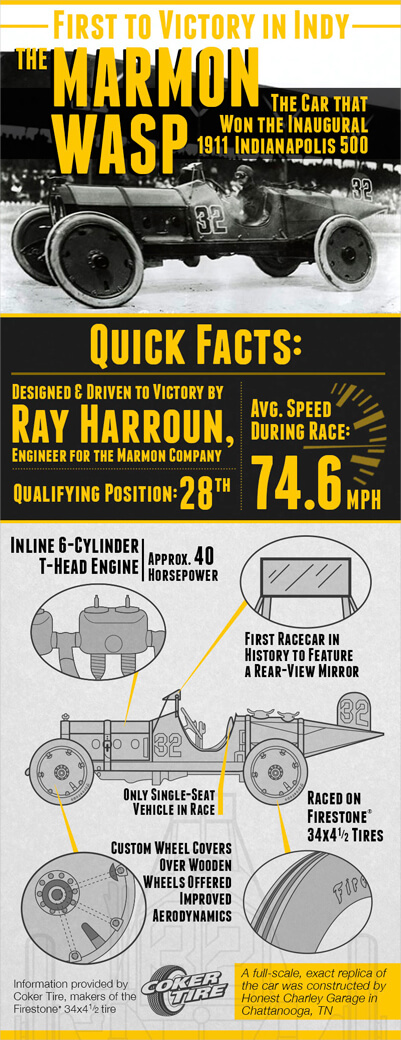 First to Victory in Indy
The Marmon
Wasp
The Car that
Won the Inaugural
1911 Indianapolis 500
32
32
Quick Facts:
Designed & Driven to Victory by
Ray Harroun,
Engineer for the Marmon Company
Qualifying Position: 28th
Avg. Speed
During Race:
74.6 mph
Inline 6-Cylinder
T-Head Engine
Approx. 40
Horsepower
First Racecar in
History to Feature
a Rear-View Mirror
32
32
Only Single-Seat
Vehicle in Race
Raced on
Firestone®
34x4 1/2 Tires
Custom Wheel Covers
Over Wooden
Wheels Offered
Improved
Aerodynamics
Fire
Information provided by
Coker Tire, makers of the
Firestone* 34x4 1/2 tire
Coker
Tire
A full-scale, exact replica of
the car was constructed by
Honest Charley Garage in
Chattanooga, TN